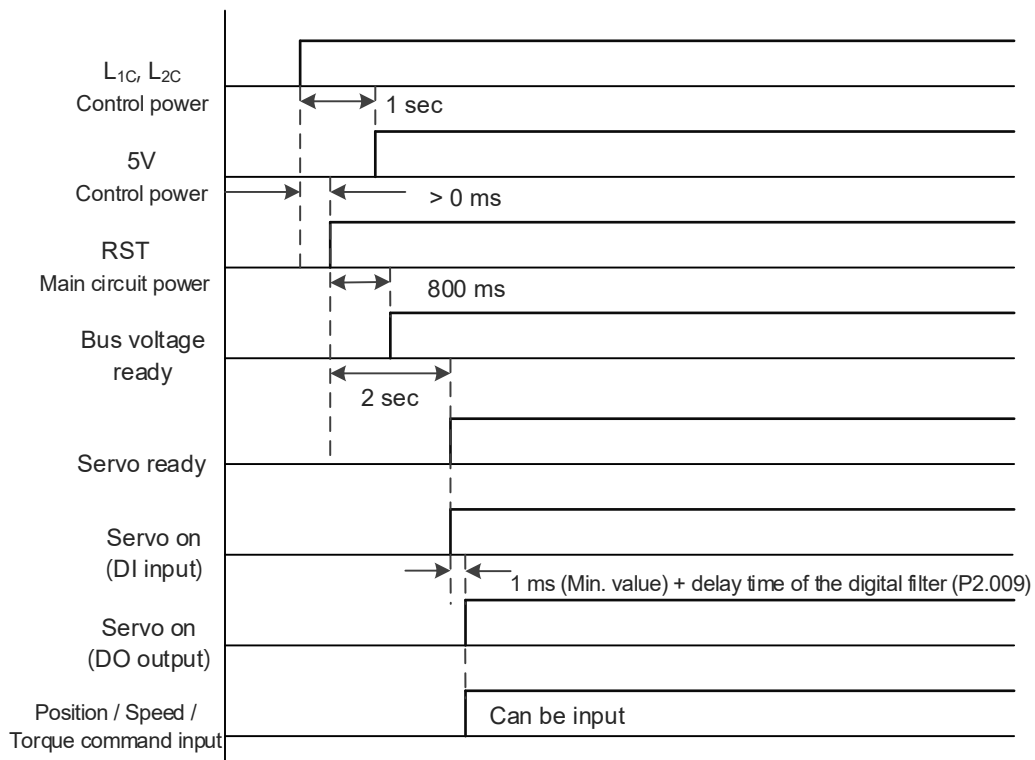 L1C, L2C
Control power
1 sec
5V
Control power
> 0 ms
RST
Main circuit power
800 ms
Bus voltage
ready
2 sec
Servo ready
Servo on
(DI input)
1 ms (Min. value) + delay time of the digital filter (P2.009)
Servo on
(DO output)
Position / Speed /
Torque command input
Can be input